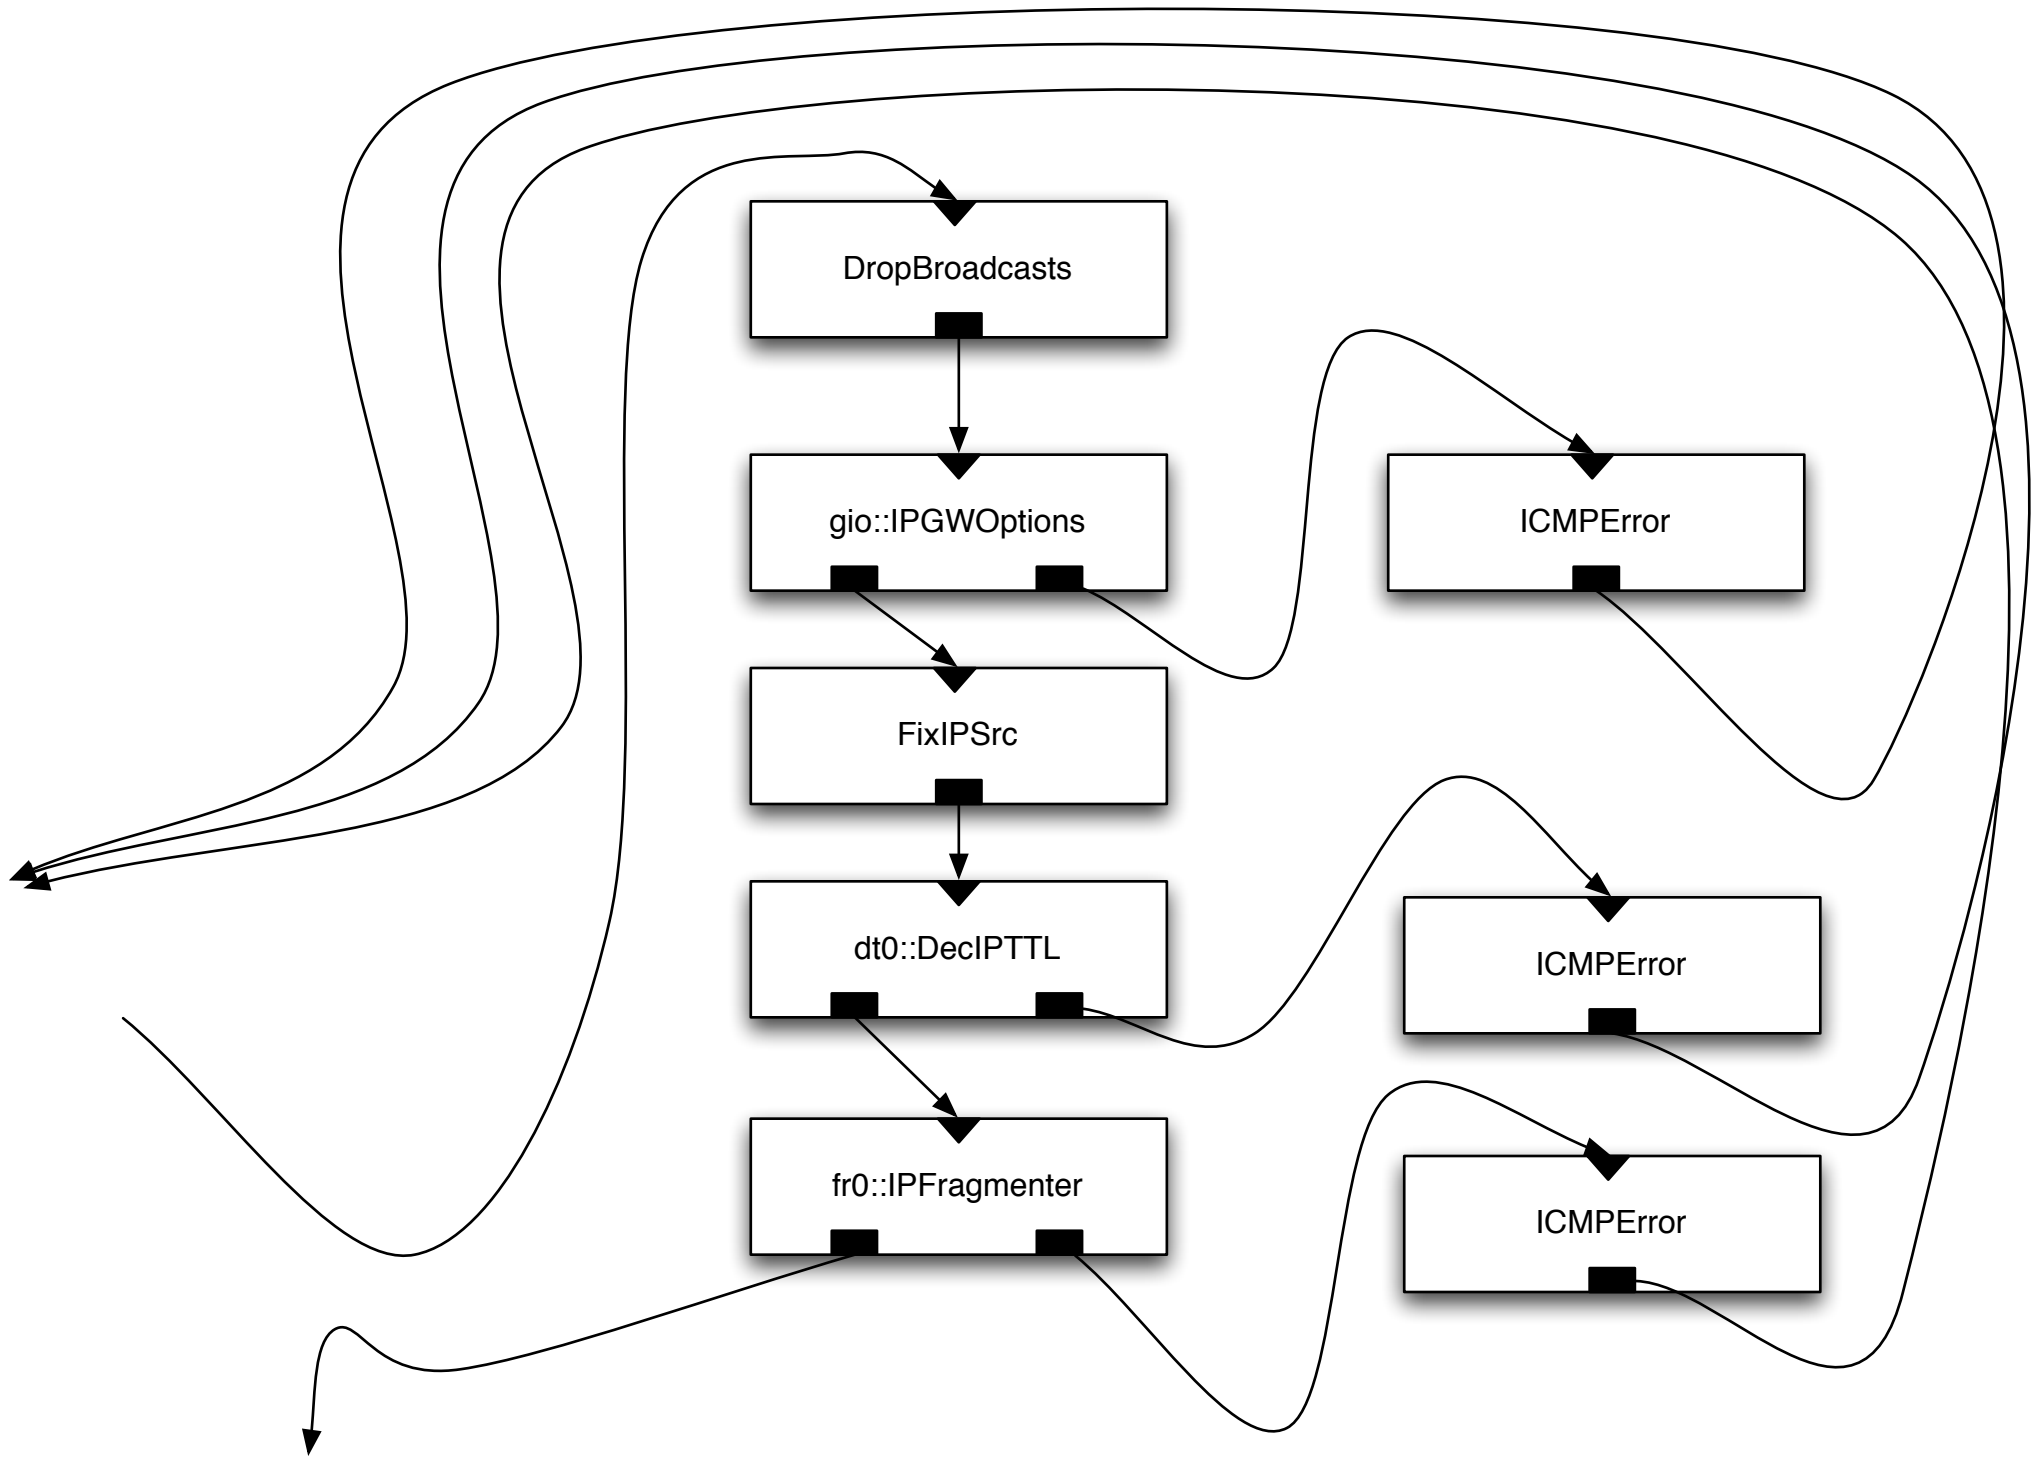 DropBroadcasts
gio::IPGWOptions
ICMPError
FixIPSrc
dt0::DecIPTTL
ICMPError
fr0::IPFragmenter
ICMPError